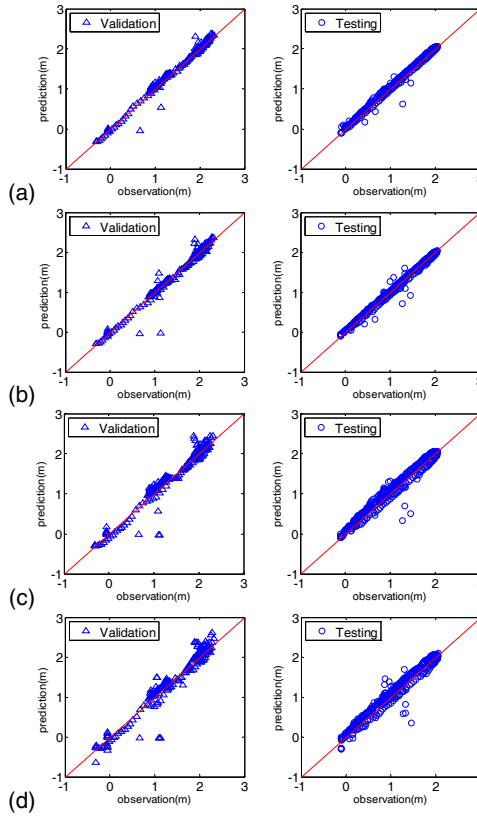 3
Validation
2
1
0
-1
prediction(m)
-1 0 1 2 3
observation(m)
3
Testing
2
1
0
-1
prediction(m)
-1 0 1 2 3
observation(m)
(a)
3
Validation
2
1
0
-1
prediction(m)
-1 0 1 2 3
observation(m)
3
Testing
2
1
0
-1
prediction(m)
-1 0 1 2 3
observation(m)
(b)
3
Validation
2
1
0
-1
prediction(m)
-1 0 1 2 3
observation(m)
3
Testing
2
1
0
-1
prediction(m)
-1 0 1 2 3
observation(m)
(c)
3
Validation
2
1
0
-1
prediction(m)
-1 0 1 2 3
observation(m)
3
Testing
2
1
0
-1
prediction(m)
-1 0 1 2 3
observation(m)
(d)